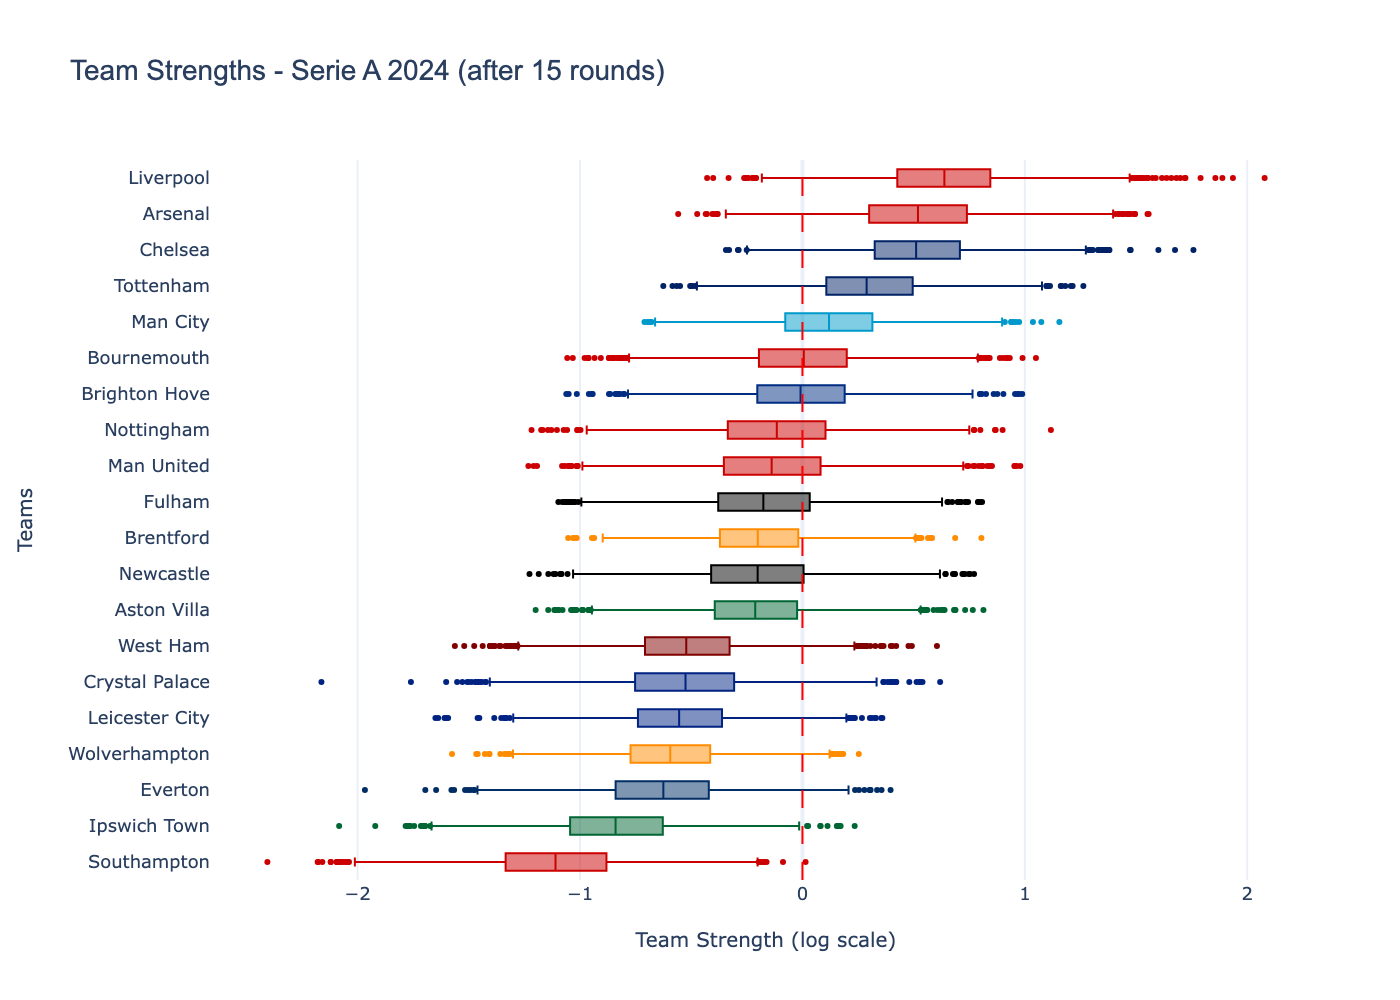 Team Strengths - Serie A 2024 (after 15 rounds)
Liverpool
Arsenal
Chelsea
Tottenham
Man City
Bournemouth
Brighton Hove
Nottingham
Man United
Fulham
Brentford
Newcastle
Aston Villa
West Ham
Crystal Palace
Leicester City
Wolverhampton
Everton
Ipswich Town
Southampton
Teams
−2 −1 0 1 2
Team Strength (log scale)